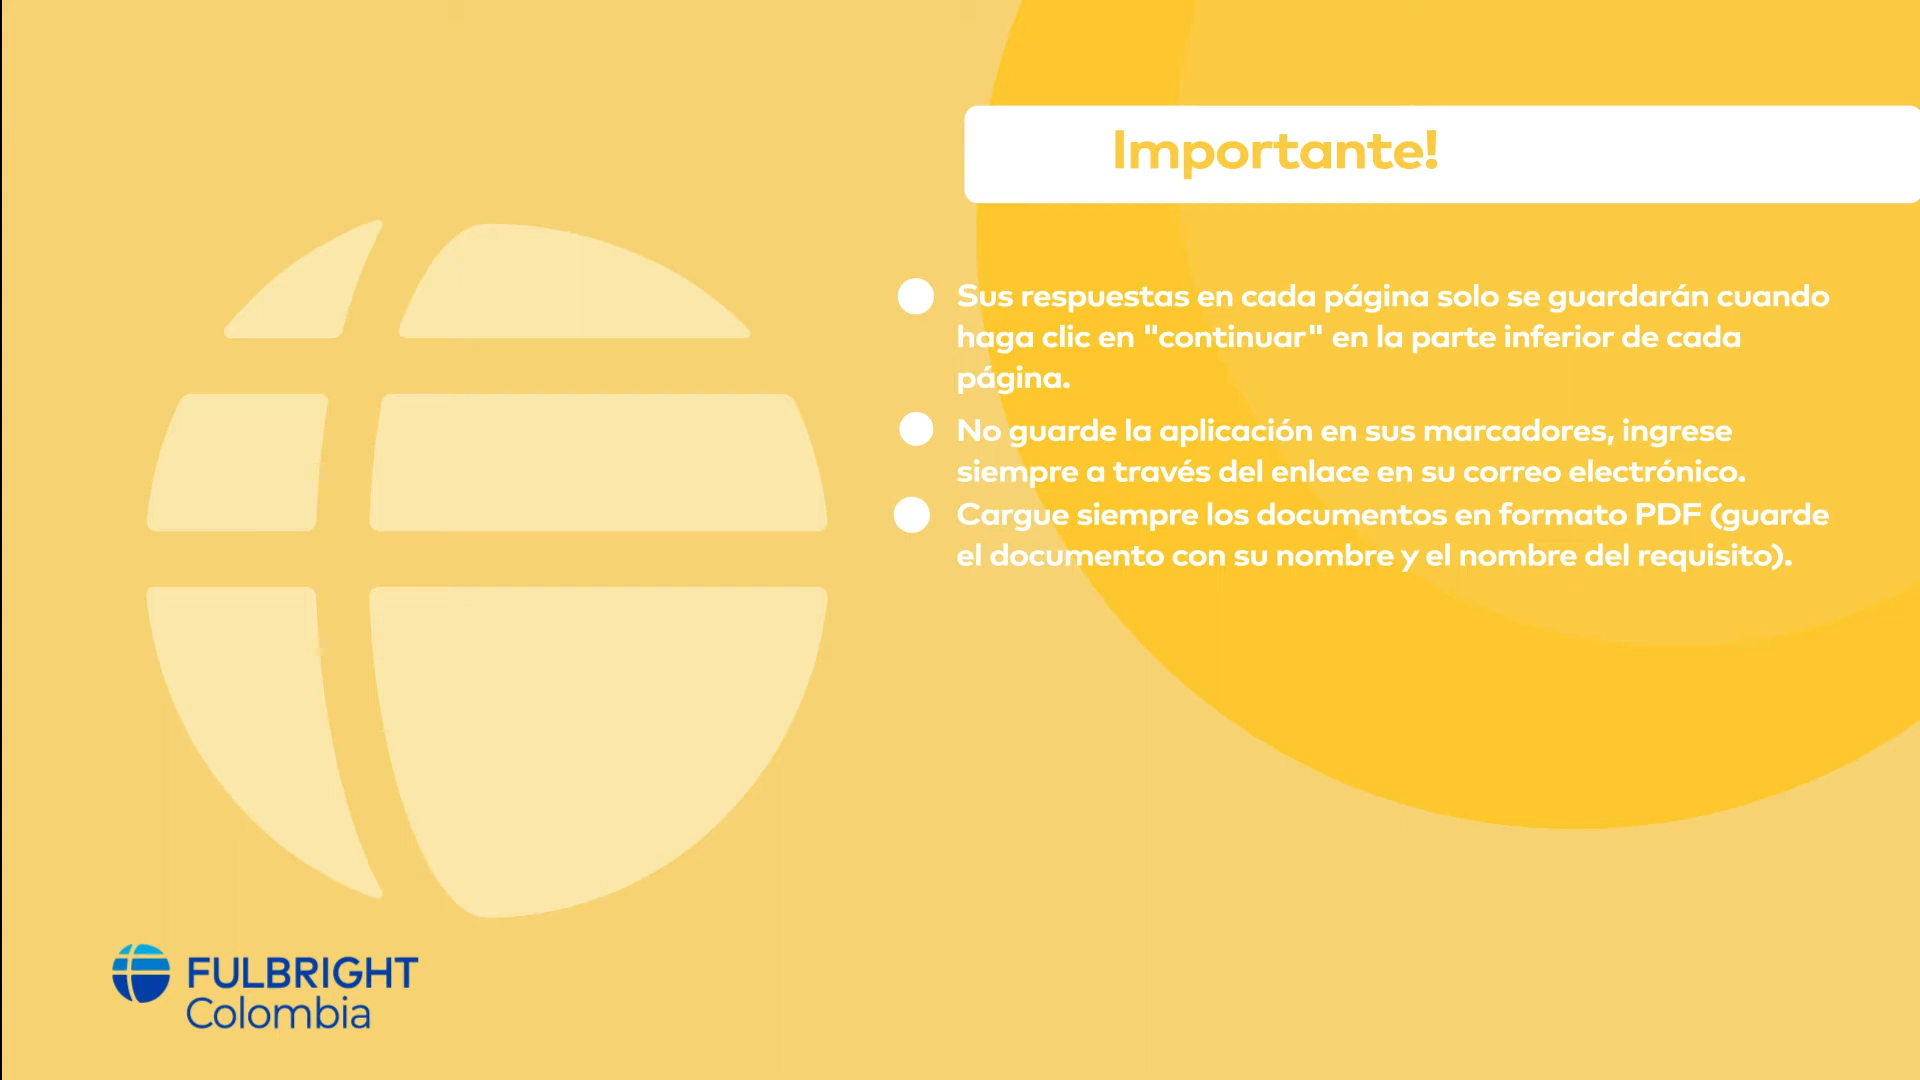 Importante!
Sus respuestas en cada página solo se guardarán cuando
haga clic en "continuar" en la parte inferior de cada
página.
No guarde la aplicación en sus marcadores, ingrese
siempre a través del enlace en su correo electrónico.
Cargue siempre los documentos en formato PDF (guarde
el documento con su nombre y el nombre del requisito).
FULBRIGHT
Colombia